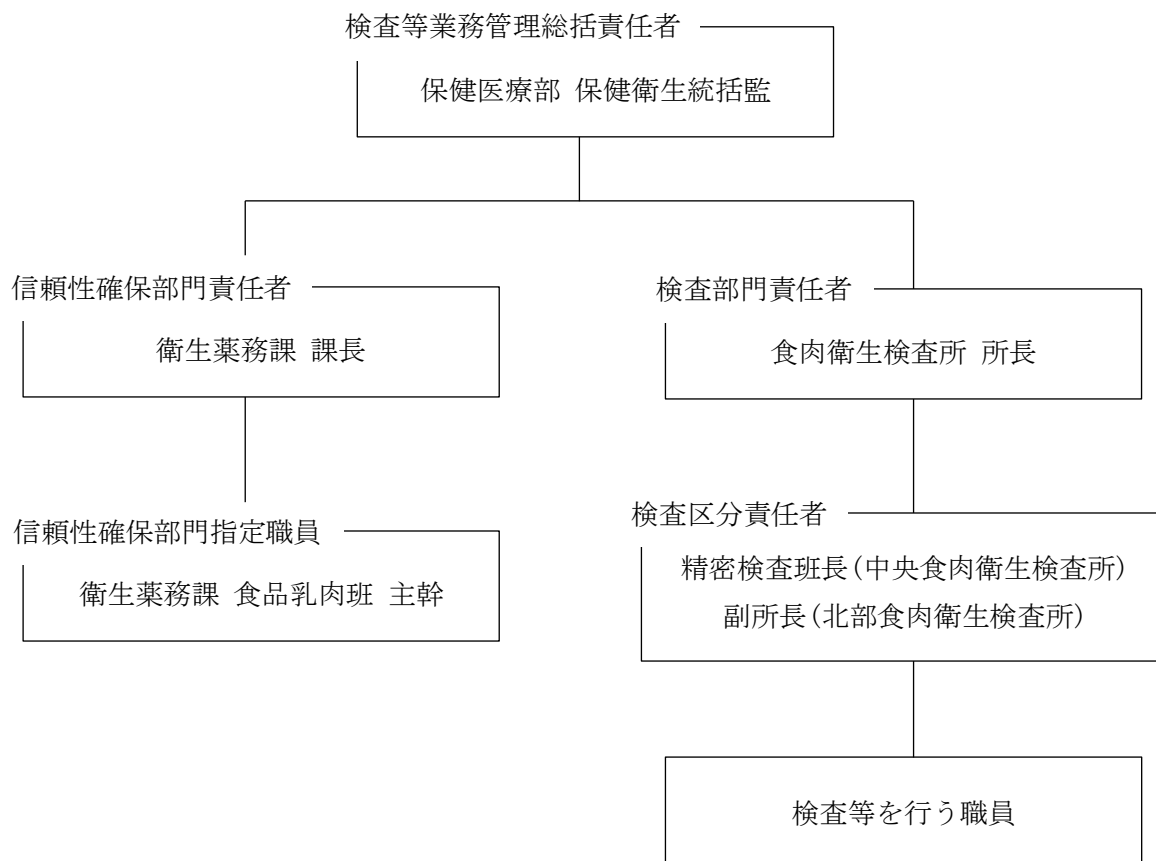 検査等業務管理総括責任者
保健医療部 保健衛生統括監
信頼性確保部門責任者
衛生薬務課 課長
検査部門責任者
食肉衛生検査所 所長
信頼性確保部門指定職員
衛生薬務課 食品乳肉班 主幹
検査区分責任者
精密検査班長(中央食肉衛生検査所)
副所長(北部食肉衛生検査所)
検査等を行う職員